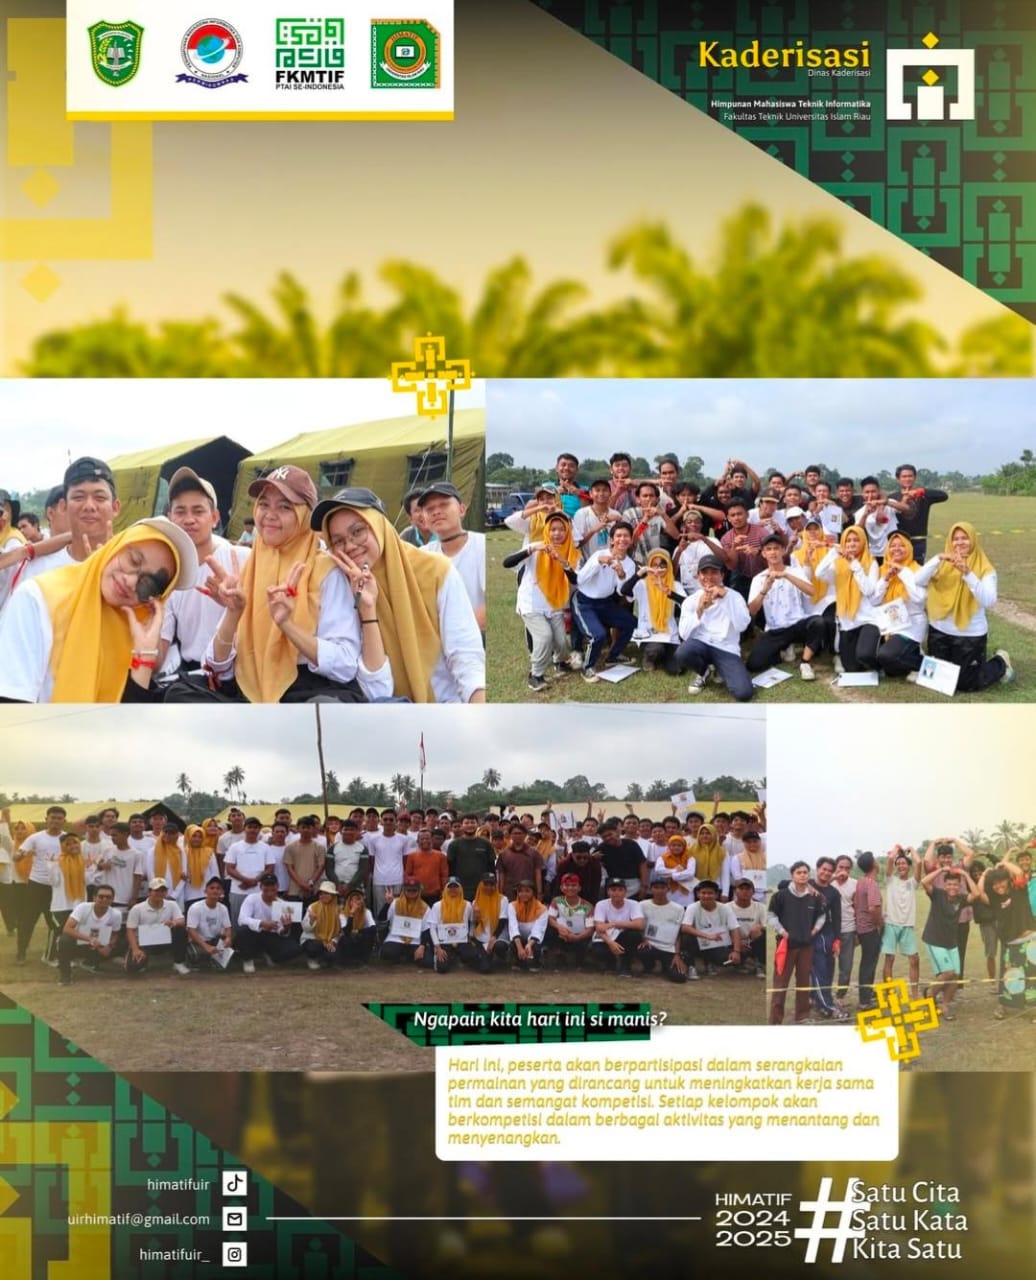 FKMTIF
PTAI SE-INDONESIA
Kaderisasi
Dinas Kaderisasi
Himpunan Mahasiswa Teknik Informatika
Fakultas Teknik Universitas Islam Riau
Ngapain kita hari ini si manis?
Hari ini, peserta akan berpartisipasi dalam serangkaian
permainan yang dirancang untuk meningkatkan kerja sama
tim dan semangat kompetisi. Setiap kelompok akan
berkompetisi dalam berbagai aktivitas yang menantang dan
menyenangkan.
himatifuir
uirhimatif@gmail.com
himatifuir_
HIMATIF
2024
2025
#Satu Cita
Satu Kata
Kita Satu